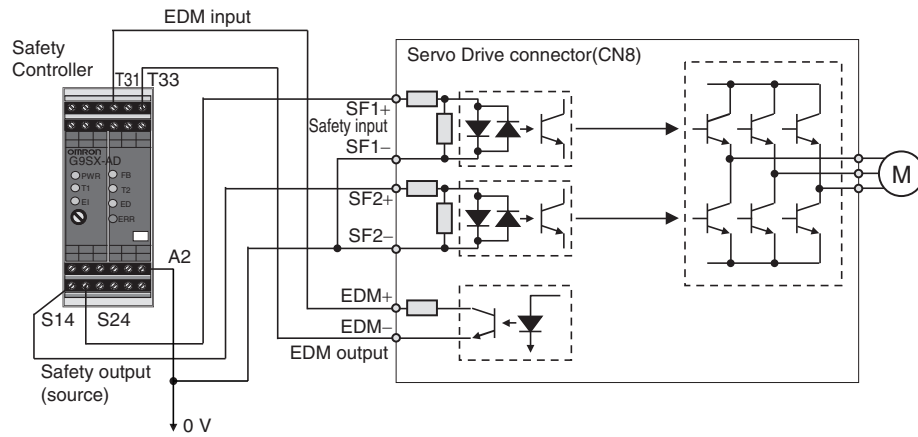 EDM input
Safety
Controller
T31
T33
Servo Drive connector(CN8)
SF1+
Safety input
SF1−
OMRON
G9SX-AD
PWR
FB
T1
T2
EI
ED
ERR
SF2+
SF2−
M
A2
S14
S24
EDM+
EDM−
EDM output
Safety output
(source)
0 V